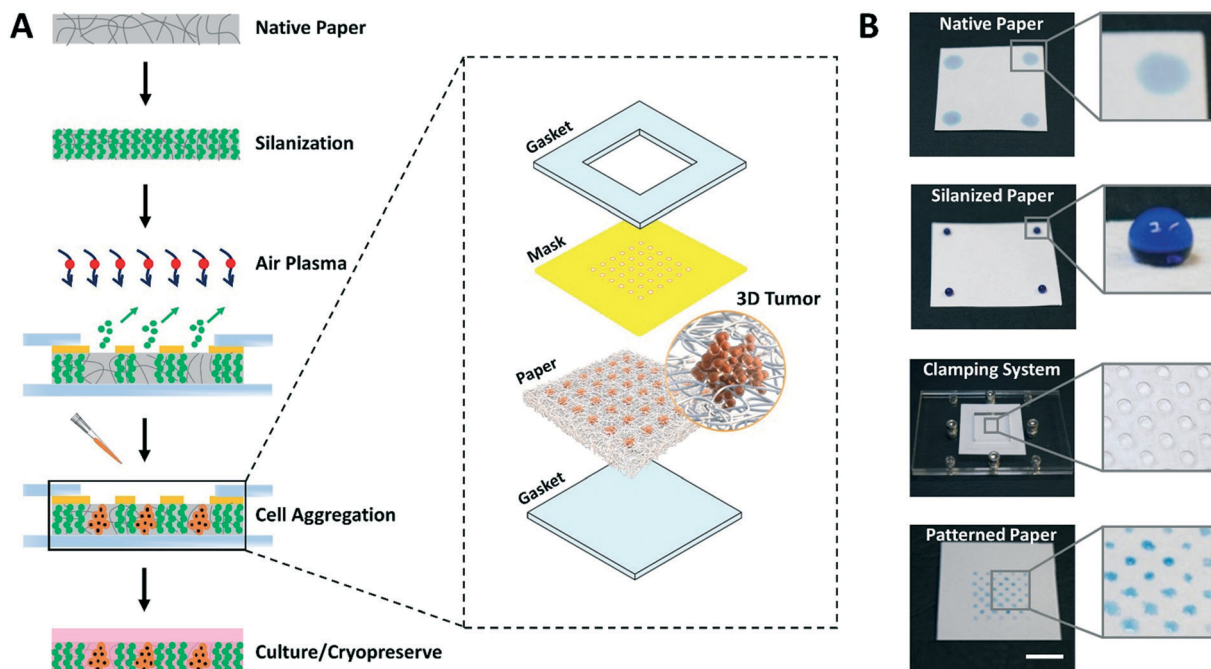 A
Native Paper
Silanization
Air Plasma
Cell Aggregation
Culture/Cryopreserve
Gasket
Mask
3D Tumor
Paper
Gasket
B
Native Paper
Silanized Paper
Clamping System
Patterned Paper